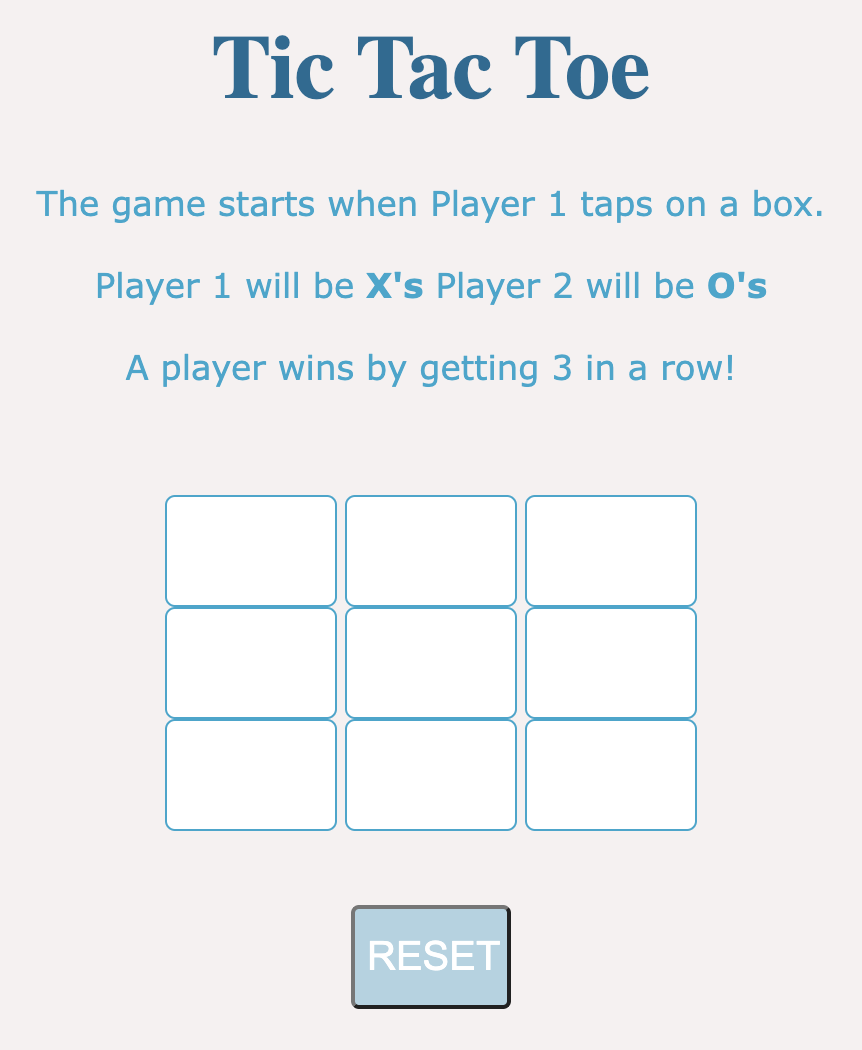 Tic Tac Toe
The game starts when Player 1 taps on a box.
Player 1 will be X's Player 2 will be O's
A player wins by getting 3 in a row!
RESET